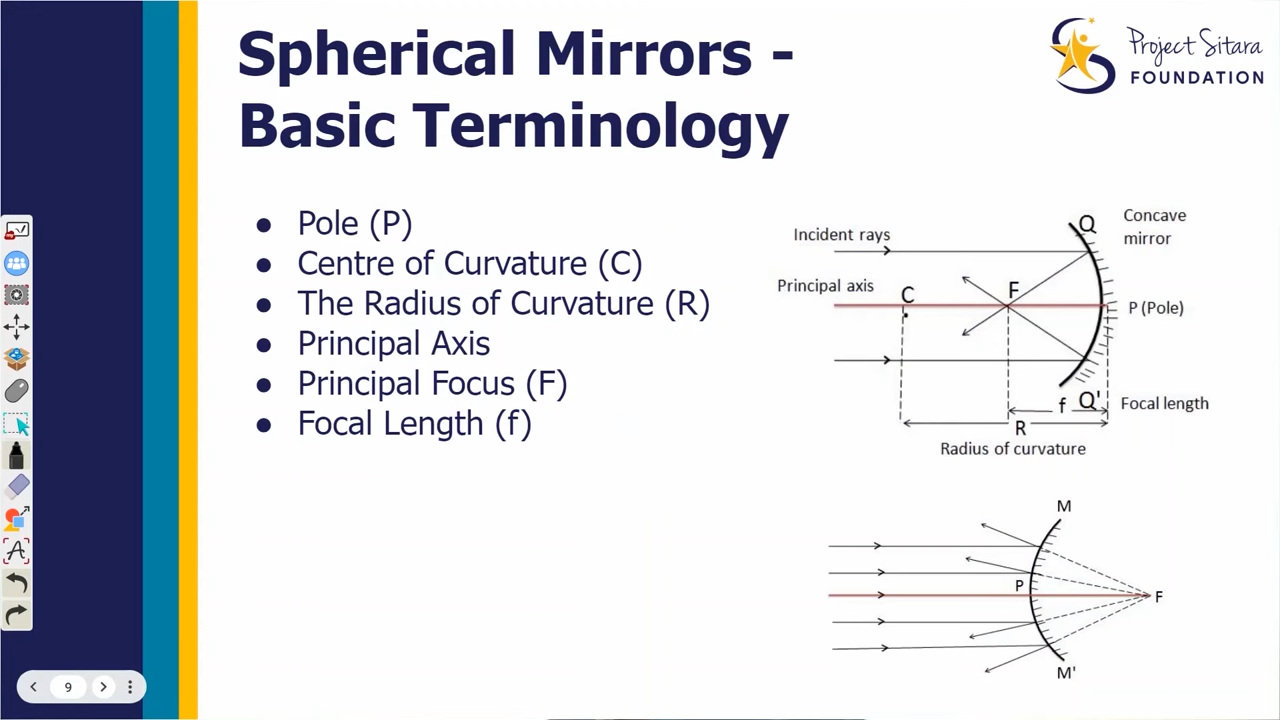 Spherical Mirrors -
Basic Terminology
Project Sitara
FOUNDATION
● Pole (P)
● Centre of Curvature (C)
● The Radius of Curvature (R)
● Principal Axis
● Principal Focus (F)
● Focal Length (f)
Q
Concave
mirror
Incident rays
Principal axis
C
F
P (Pole)
f
Q'
Focal length
R
Radius of curvature
M
P
F
M'
9